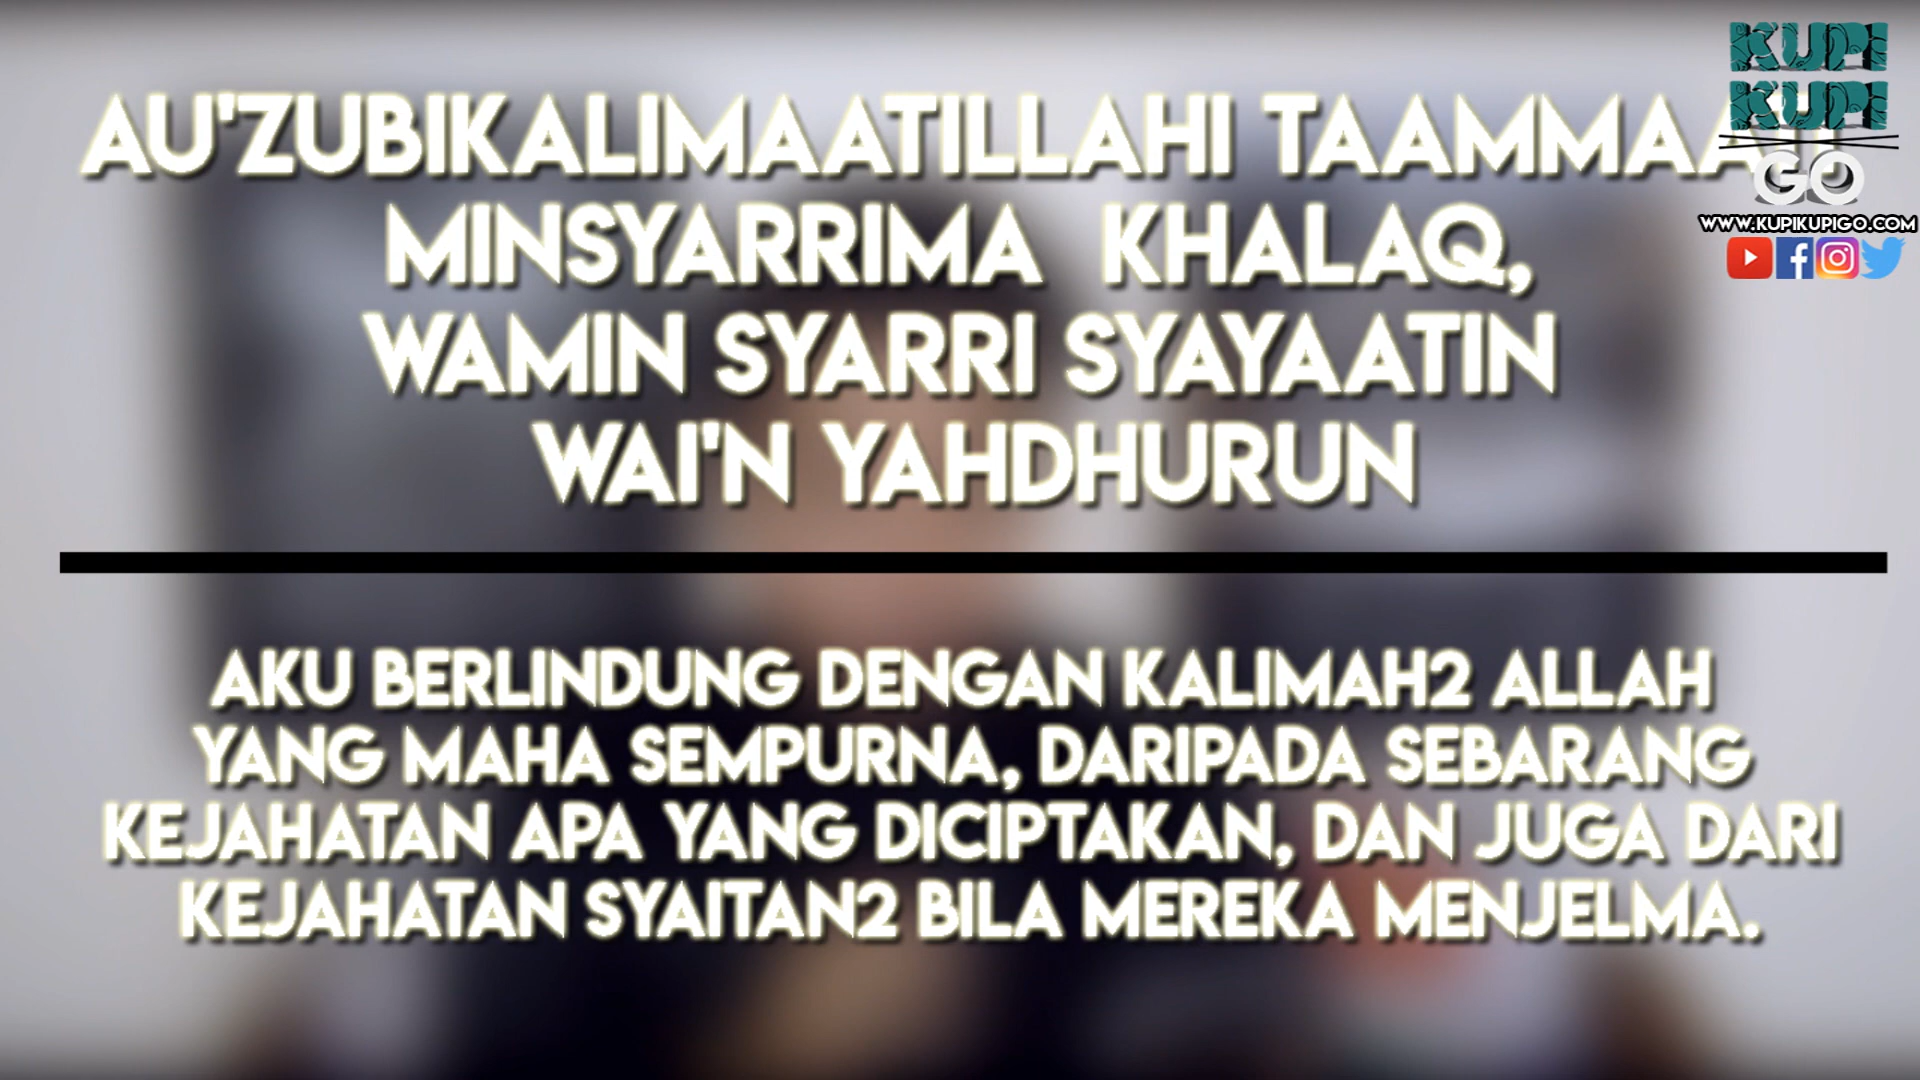 KUPI
KUPI
GO
WWW.KUPIKUPIGO.COM
AU'ZUBIKALIMAATILLAHI
MINSYARRIMA KHALAQ,
WAMIN SYARRI SYAYAATIN
WAI'N YAHDHURUN
AKU BERLINDUNG DENGAN KALIMAH2 ALLAH
YANG MAHA SEMPURNA, DARIPADA SEBARANG
KEJAHATAN APA YANG DICIPTAKAN, DAN JUGA DARI
KEJAHATAN SYAITAN2 BILA MEREKA MENJELMA.